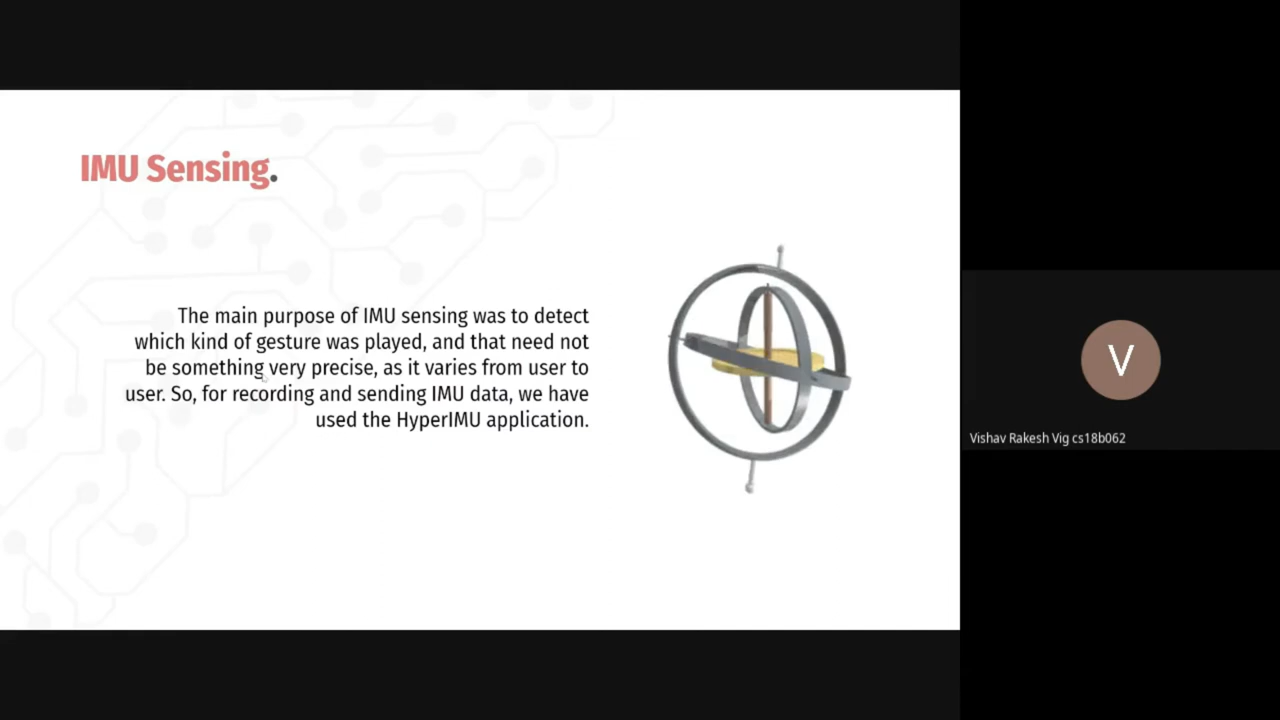 IMU Sensing.
The main purpose of IMU sensing was to detect
which kind of gesture was played, and that need not
be something very precise, as it varies from user to
user. So, for recording and sending IMU data, we have
used the HyperIMU application.
V
Vishav Rakesh Vig cs18b062